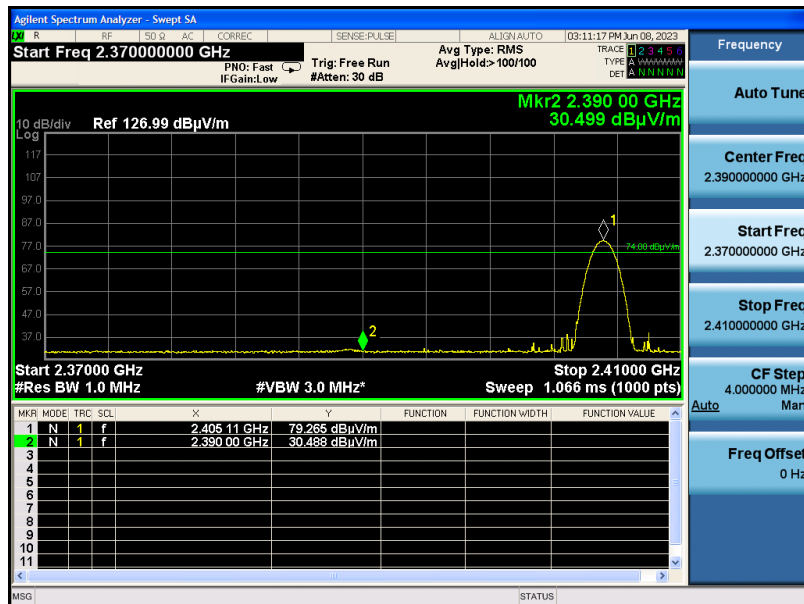 Agilent Spectrum Analyzer - Swept SA
LXI R RF 50 Ω AC CORREC SENSE:PULSE ALIGN AUTO 03:11:17 PM Jun 08, 2023
Start Freq 2.370000000 GHz
PNO: Fast
IFGain:Low
Trig: Free Run
#Atten: 30 dB
Avg Type: RMS
Avg|Hold:>100/100
TRACE 1 2 3 4 5 6
TYPE A WWWWW
DET A N N N N N
Mkr2 2.390 00 GHz
30.499 dBµV/m
10 dB/div
Log
Ref 126.99 dBµV/m
117
107
97.0
87.0
77.0
67.0
57.0
47.0
37.0
1
74.00 dBµV/m
2
Start 2.37000 GHz Stop 2.41000 GHz
#Res BW 1.0 MHz #VBW 3.0 MHz* Sweep 1.066 ms (1000 pts)
MKR MODE TRC SCL X Y FUNCTION FUNCTION WIDTH FUNCTION VALUE
1 N 1 f 2.405 11 GHz 79.265 dBµV/m
2 N 1 f 2.390 00 GHz 30.488 dBµV/m
3
4
5
6
7
8
9
10
11
MSG STATUS
Frequency
Auto Tune
Center Freq
2.390000000 GHz
Start Freq
2.370000000 GHz
Stop Freq
2.410000000 GHz
CF Step
4.000000 MHz
Auto Man
Freq Offset
0 Hz